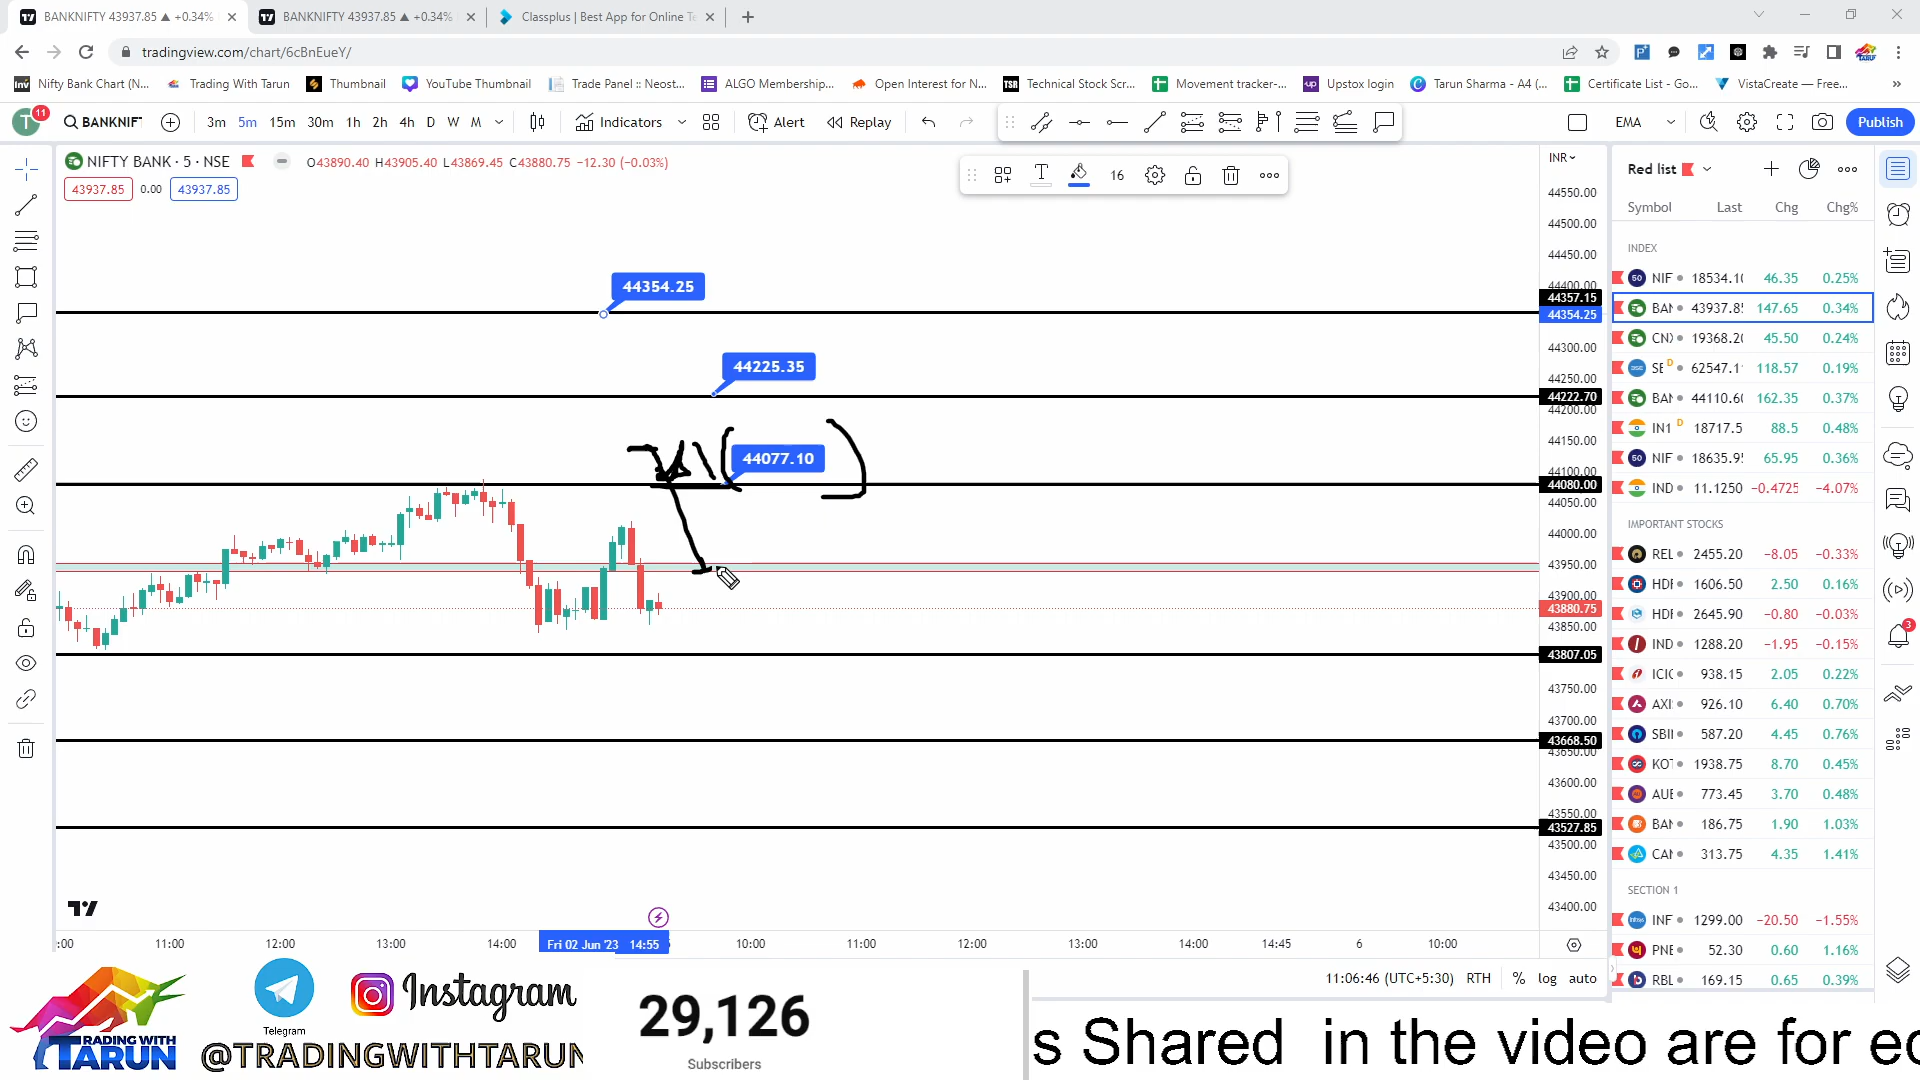 BANKNIFTY 43937.85 ▲ +0.34%
BANKNIFTY 43937.85 ▲ +0.34%
Classplus | Best App for Online Te
tradingview.com/chart/6cBnEueY/
Nifty Bank Chart (N...
Trading With Tarun
Thumbnail
YouTube Thumbnail
Trade Panel :: Neost...
ALGO Membership...
Open Interest for N...
Technical Stock Scr...
Movement tracker-...
Upstox login
Tarun Sharma - A4 (...
Certificate List - Go...
VistaCreate — Free...
T 11 BANKNIF 3m 5m 15m 30m 1h 2h 4h D W M Indicators Alert Replay EMA Publish
NIFTY BANK · 5 · NSE O43890.40 H43905.40 L43869.45 C43880.75 −12.30 (−0.03%)
43937.85 0.00 43937.85
16
INR
44550.00
44500.00
44450.00
44400.00
44357.15
44354.25
44300.00
44250.00
44222.70
44200.00
44150.00
44100.00
44080.00
44050.00
44000.00
43950.00
43900.00
43880.75
43850.00
43807.05
43750.00
43700.00
43668.50
43650.00
43600.00
43550.00
43527.85
43500.00
43450.00
43400.00
44354.25
44225.35
44077.10
:00 11:00 12:00 13:00 14:00 Fri 02 Jun '23 14:55 10:00 11:00 12:00 13:00 14:00 14:45 6 10:00
11:06:46 (UTC+5:30) RTH % log auto
Red list
Symbol Last Chg Chg%
INDEX
NIF 18534.10 46.35 0.25%
BAN 43937.85 147.65 0.34%
CNX 19368.20 45.50 0.24%
SE D 62547.11 118.57 0.19%
BAN 44110.60 162.35 0.37%
IN1 D 18717.5 88.5 0.48%
NIF 18635.95 65.95 0.36%
IND 11.1250 −0.4725 −4.07%
IMPORTANT STOCKS
REL 2455.20 −8.05 −0.33%
HDF 1606.50 2.50 0.16%
HDF 2645.90 −0.80 −0.03%
IND 1288.20 −1.95 −0.15%
ICIC 938.15 2.05 0.22%
AXI 926.10 6.40 0.70%
SBII 587.20 4.45 0.76%
KOT 1938.75 8.70 0.45%
AUE 773.45 3.70 0.48%
BAN 186.75 1.90 1.03%
CAN 313.75 4.35 1.41%
SECTION 1
INF 1299.00 −20.50 −1.55%
PNE 52.30 0.60 1.16%
RBL 169.15 0.65 0.39%
3
TRADING WITH
TARUN
Telegram
Instagram
@TRADINGWITHTARUN
29,126
Subscribers
s Shared in the video are for ed